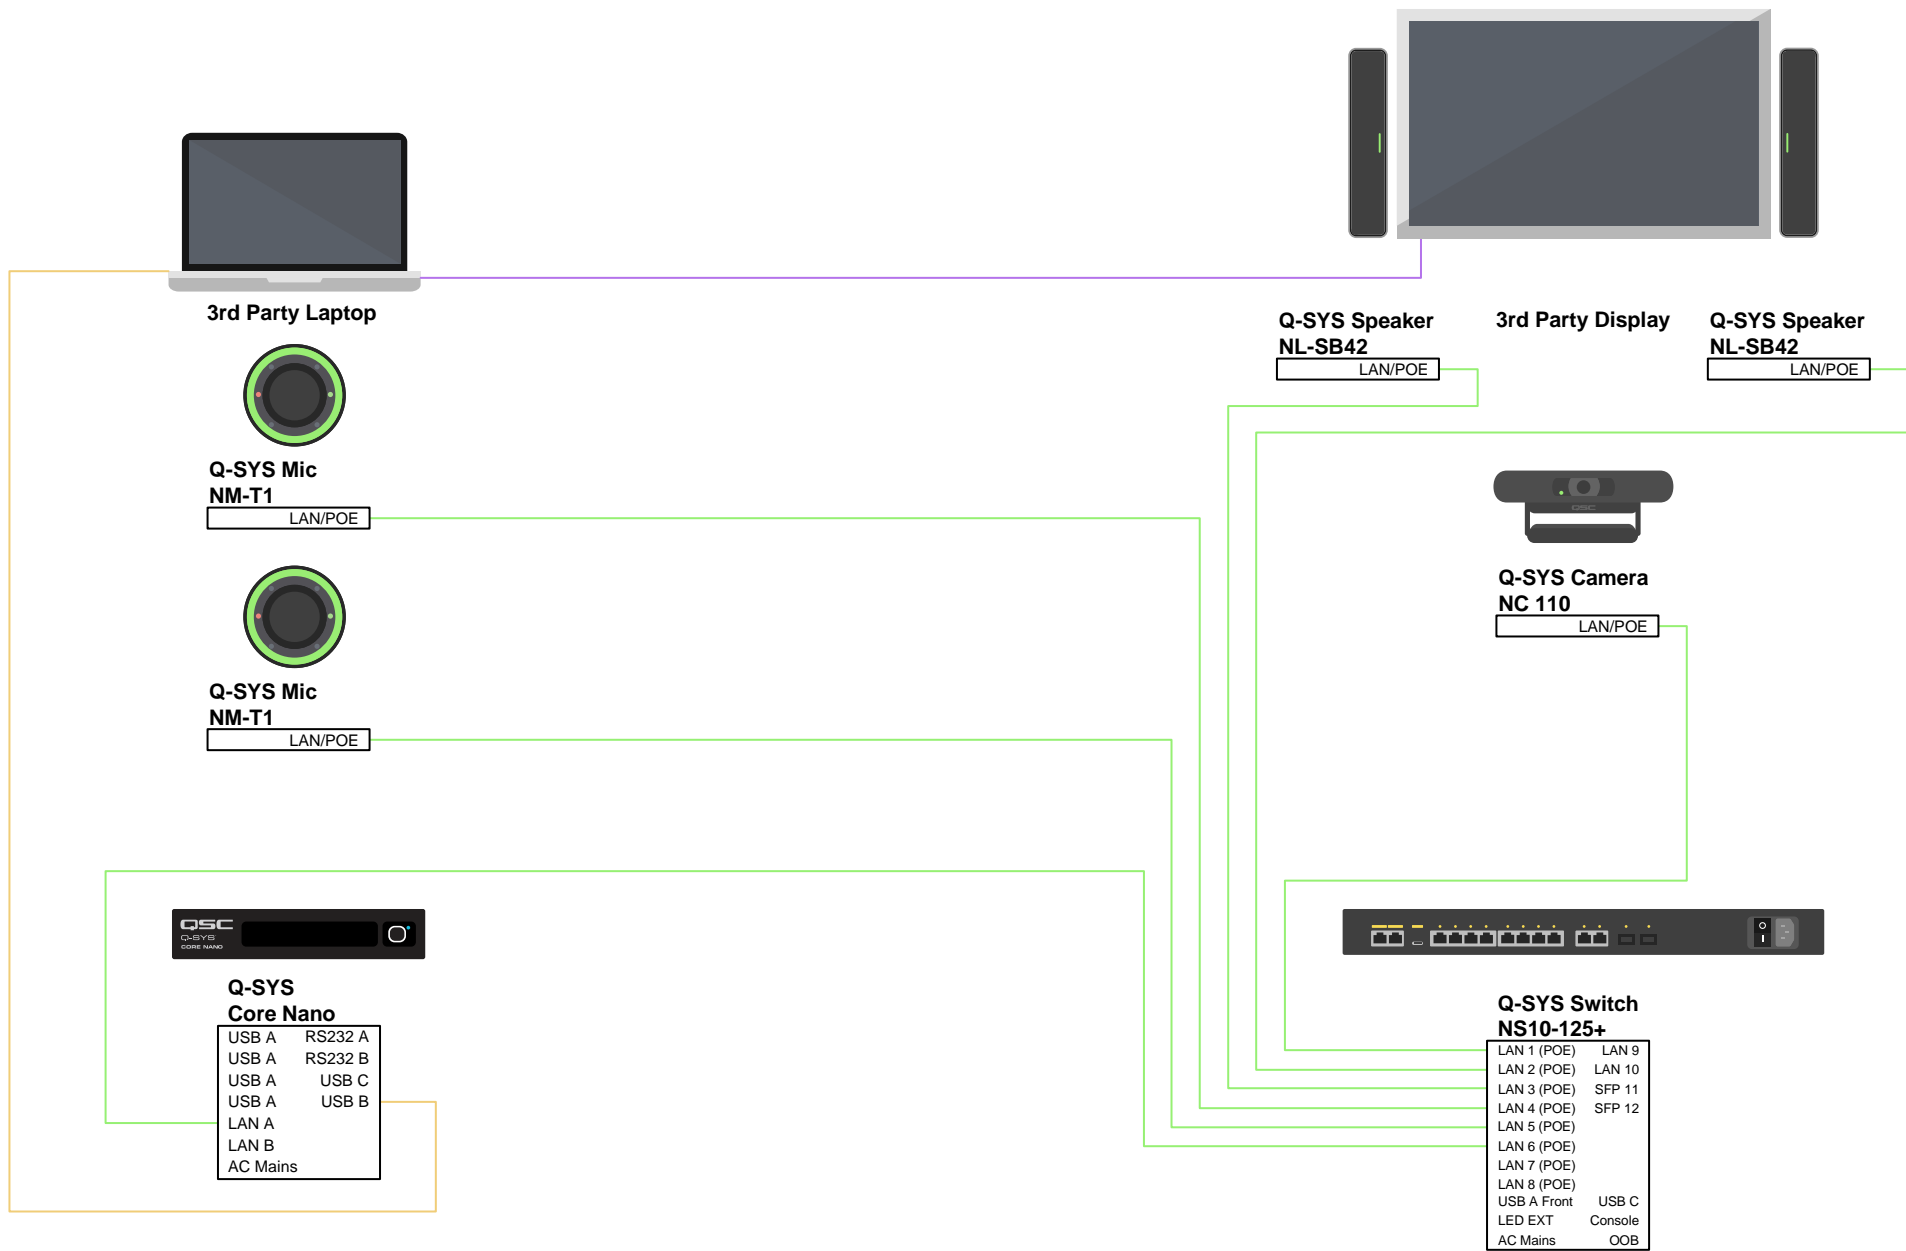 3rd Party Laptop
Q-SYS Speaker
NL-SB42
LAN/POE
3rd Party Display
Q-SYS Speaker
NL-SB42
LAN/POE
Q-SYS Mic
NM-T1
LAN/POE
QSC
Q-SYS Camera
NC 110
LAN/POE
Q-SYS Mic
NM-T1
LAN/POE
QSC
Q-SYS
CORE NANO
Q-SYS
Core Nano
USB A RS232 A
USB A RS232 B
USB A USB C
USB A USB B
LAN A
LAN B
AC Mains
Q-SYS Switch
NS10-125+
LAN 1 (POE) LAN 9
LAN 2 (POE) LAN 10
LAN 3 (POE) SFP 11
LAN 4 (POE) SFP 12
LAN 5 (POE)
LAN 6 (POE)
LAN 7 (POE)
LAN 8 (POE)
USB A Front USB C
LED EXT Console
AC Mains OOB